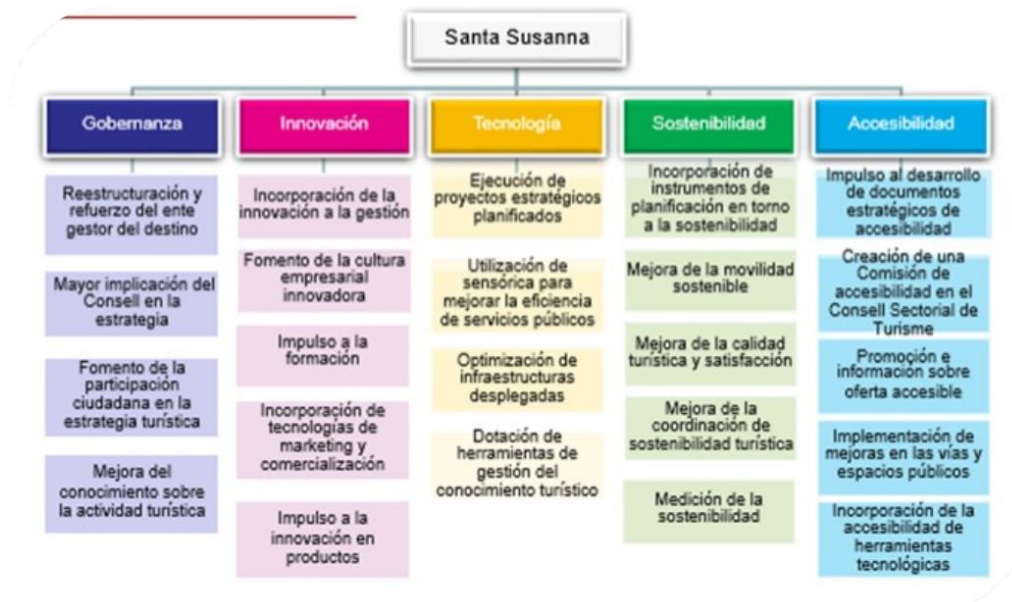 Santa Susanna
Gobernanza
Reestructuración y
refuerzo del ente
gestor del destino
Mayor implicación del
Consell en la
estrategia
Fomento de la
participación
ciudadana en la
estrategia turística
Mejora del
conocimiento sobre
la actividad turística
Innovación
Incorporación de la
innovación a la gestión
Fomento de la cultura
empresarial
innovadora
Impulso a la
formación
Incorporación de
tecnologías de
marketing y
comercialización
Impulso a la
innovación en
productos
Tecnología
Ejecución de
proyectos estratégicos
planificados
Utilización de
sensórica para
mejorar la eficiencia
de servicios públicos
Optimización de
infraestructuras
desplegadas
Dotación de
herramientas de
gestión del
conocimiento turístico
Sostenibilidad
Incorporación de
instrumentos de
planificación en torno
a la sostenibilidad
Mejora de la movilidad
sostenible
Mejora de la calidad
turística y satisfacción
Mejora de la
coordinación de
sostenibilidad turística
Medición de la
sostenibilidad
Accesibilidad
Impulso al desarrollo
de documentos
estratégicos de
accesibilidad
Creación de una
Comisión de
accesibilidad en el
Consell Sectorial de
Turisme
Promoción e
información sobre
oferta accesible
Implementación de
mejoras en las vías y
espacios públicos
Incorporación de la
accesibilidad de
herramientas
tecnológicas